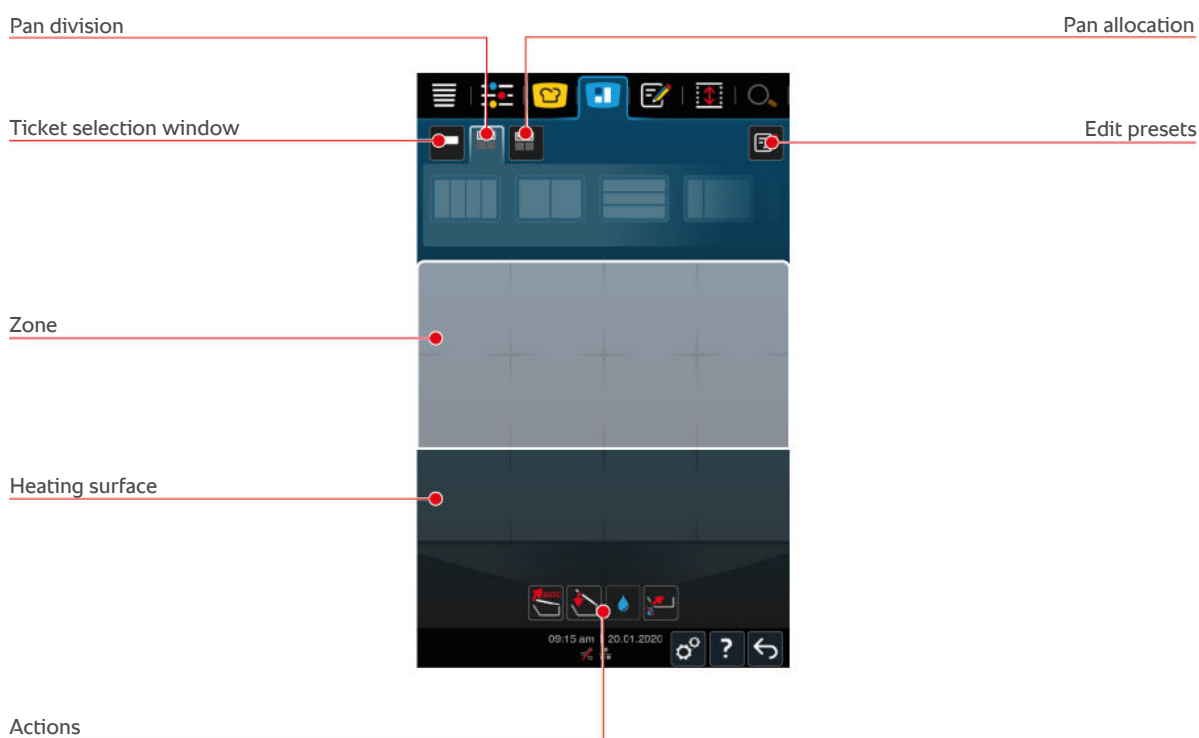 Pan division
Pan allocation
Ticket selection window
Edit presets
Zone
Heating surface
auto
09:15 am 20.01.2020
?
Actions